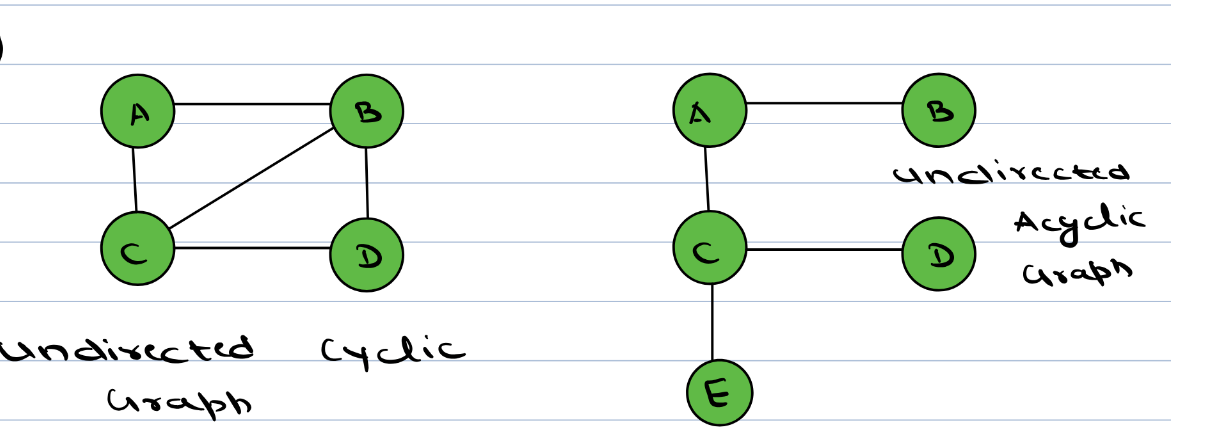 )
A B
C D
Undirected Cyclic
Graph
A B
undirected
Acyclic
C D
Graph
E